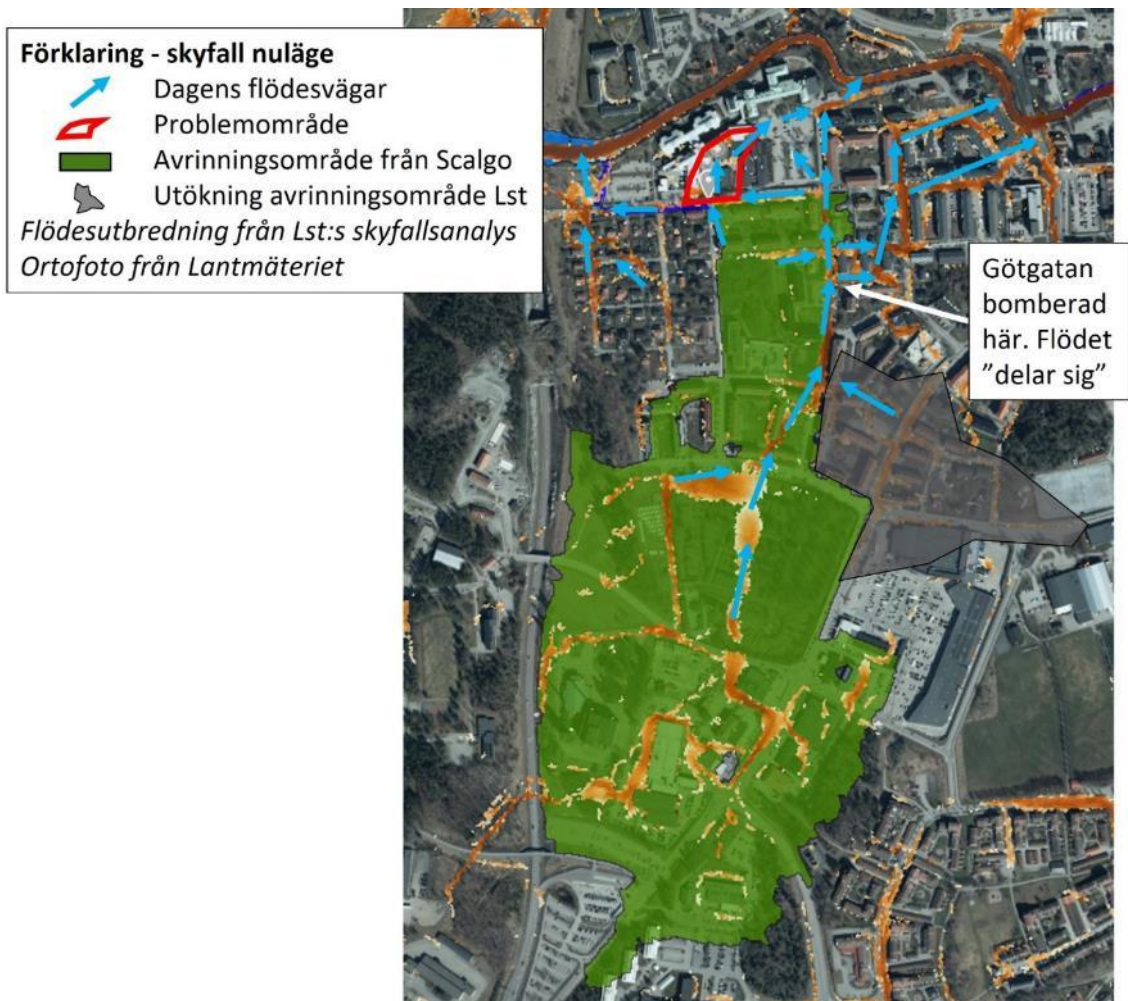 Förklaring - skyfall nuläge
Dagens flödesvägar
Problemområde
Avrinningsområde från Scalgo
Utökning avrinningsområde Lst
Flödesutbredning från Lst:s skyfallsanalys
Ortofoto från Lantmäteriet
Götgatan
bomberad
här. Flödet
”delar sig”